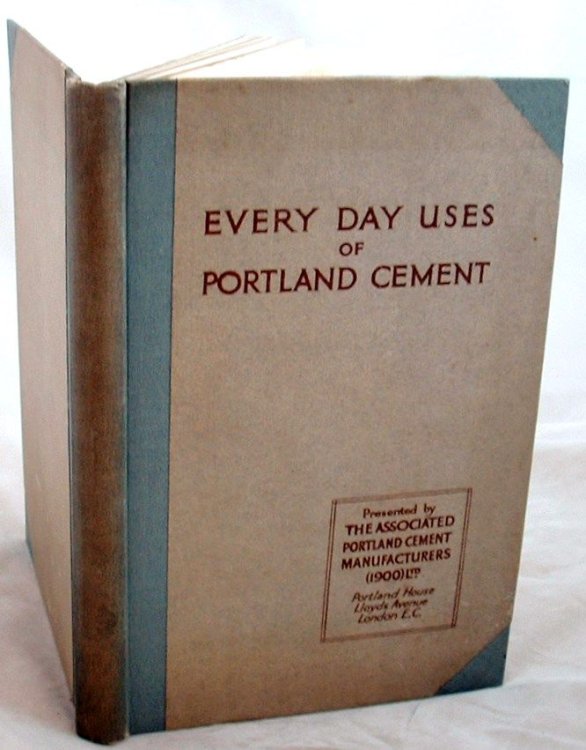 EVERY DAY USES
OF
PORTLAND CEMENT
Presented by
THE ASSOCIATED
PORTLAND CEMENT
MANUFACTURERS
(1900) LTD
Portland House
Lloyds Avenue
London E.C.